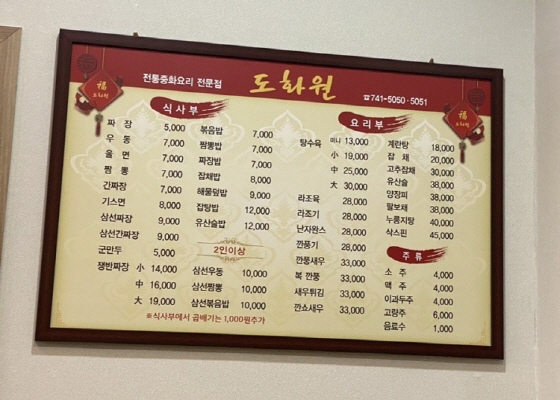 福
도화원
전통중화요리 전문점
도화원
☎741-5050·5051
福
도화원
식사부
짜 장 5,000
우 동 7,000
울 면 7,000
짬 뽕 7,000
간짜장 7,000
기스면 8,000
삼선짜장 9,000
삼선간짜장 9,000
군만두 5,000
쟁반짜장 小 14,000
中 16,000
大 19,000
볶음밥 7,000
짬뽕밥 7,000
짜장밥 7,000
잡채밥 8,000
해물덮밥 9,000
잡탕밥 12,000
유산슬밥 12,000
2인이상
삼선우동 10,000
삼선짬뽕 10,000
삼선볶음밥 10,000
※식사부에서 곱배기는 1,000원추가
요리부
탕수육 미니 13,000
小 19,000
中 25,000
大 30,000
라조육 28,000
라조기 28,000
난자완스 28,000
깐풍기 28,000
깐풍새우 33,000
복 깐풍 33,000
새우튀김 33,000
깐쇼새우 33,000
계란탕 18,000
잡 채 20,000
고추잡채 30,000
유산슬 38,000
양장피 38,000
팔보채 38,000
누룽지탕 40,000
삭스핀 45,000
주류
소 주 4,000
맥 주 4,000
이과두주 4,000
고량주 6,000
음료수 1,000